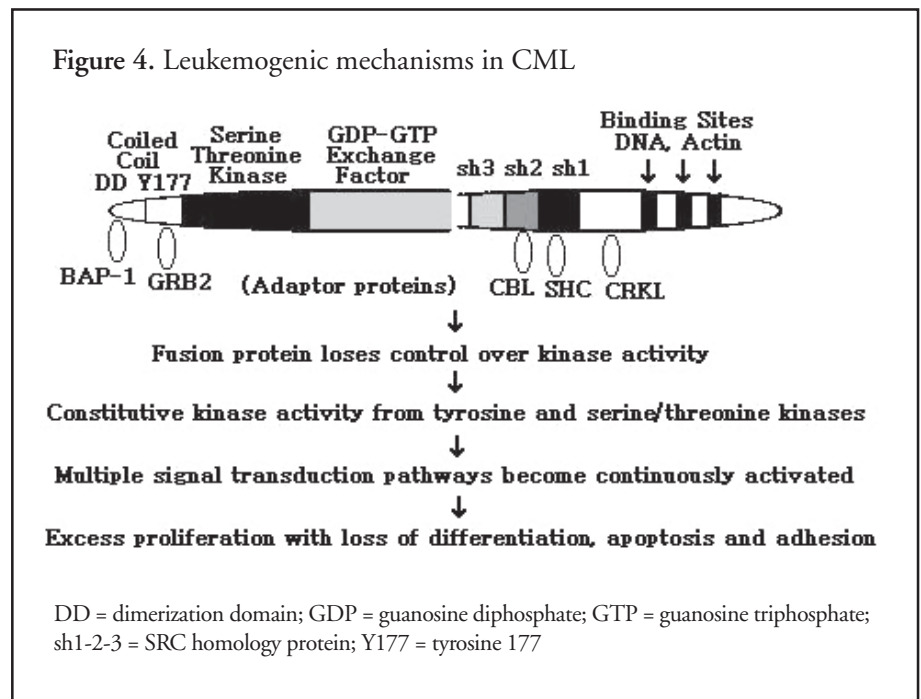 Figure 4. Leukemogenic mechanisms in CML
Coiled
Coil
DD Y177
Serine
Threonine
Kinase
GDP-GTP
Exchange
Factor
sh3 sh2 sh1
Binding Sites
DNA, Actin
↓ ↓ ↓
BAP-1 GRB2 (Adaptor proteins) CBL SHC CRKL
↓
Fusion protein loses control over kinase activity
↓
Constitutive kinase activity from tyrosine and serine/threonine kinases
↓
Multiple signal transduction pathways become continuously activated
↓
Excess proliferation with loss of differentiation, apoptosis and adhesion
DD = dimerization domain; GDP = guanosine diphosphate; GTP = guanosine triphosphate;
sh1-2-3 = SRC homology protein; Y177 = tyrosine 177